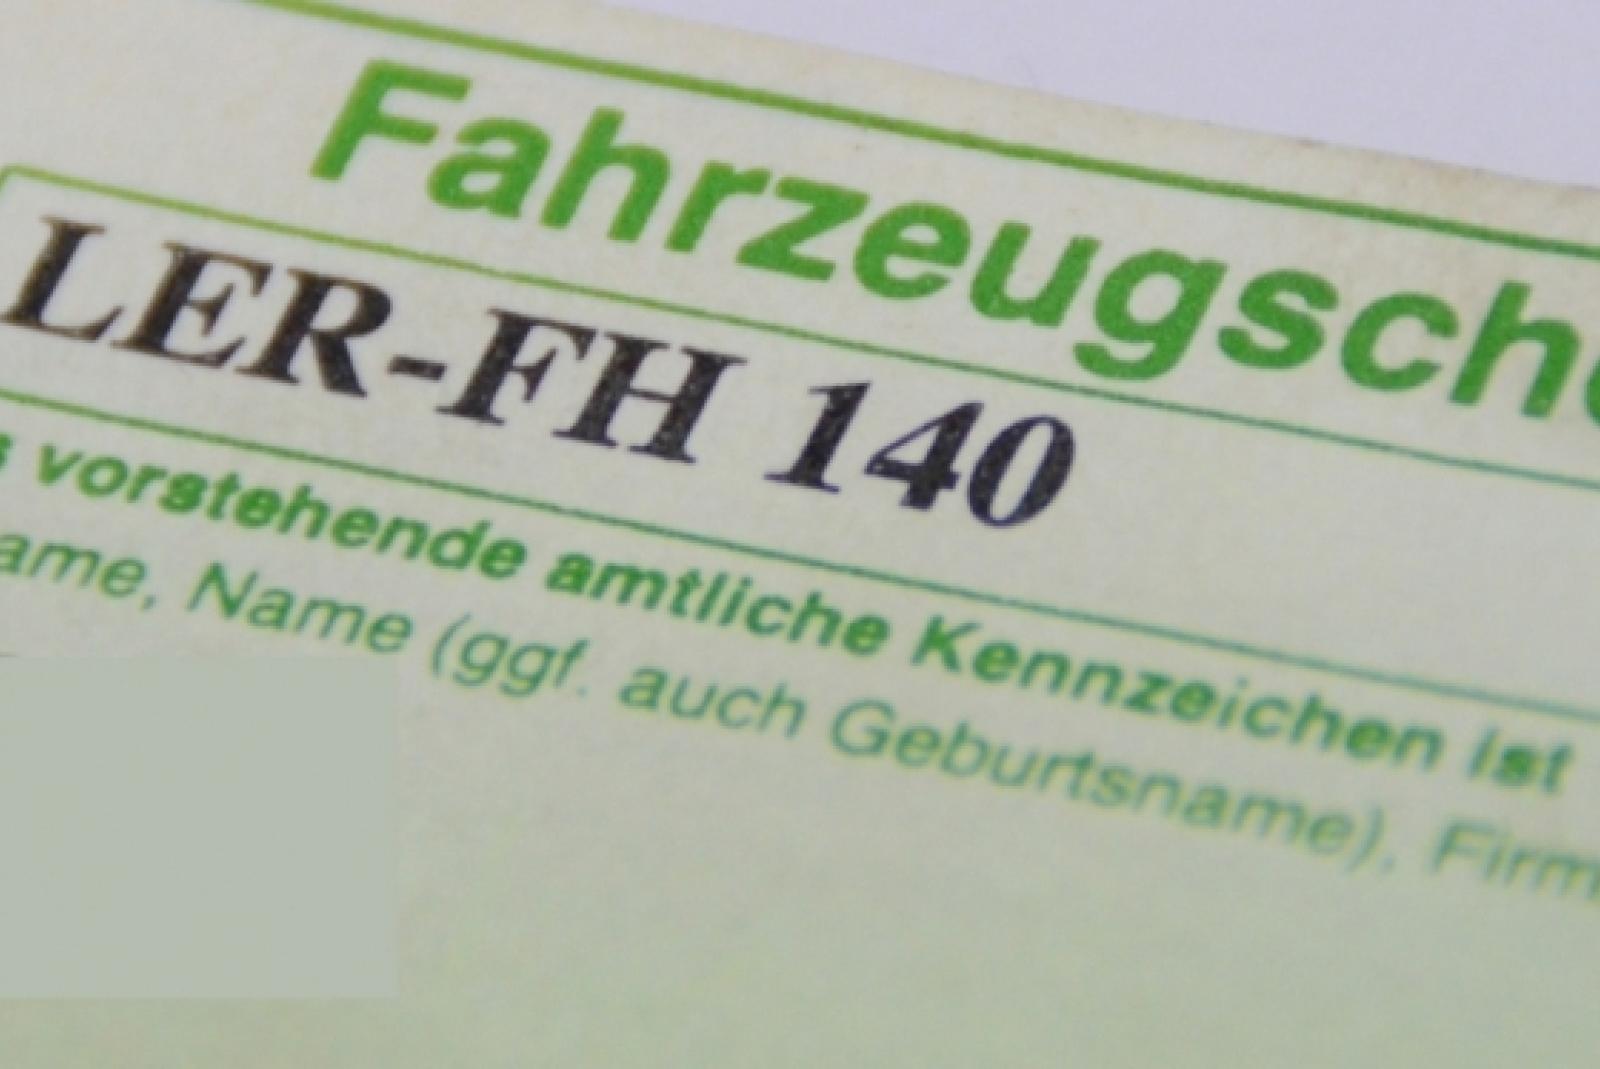 Fahrzeugsch
LER-FH 140
s vorstehende amtliche Kennzeichen ist
ame, Name (ggf. auch Geburtsname), Firm